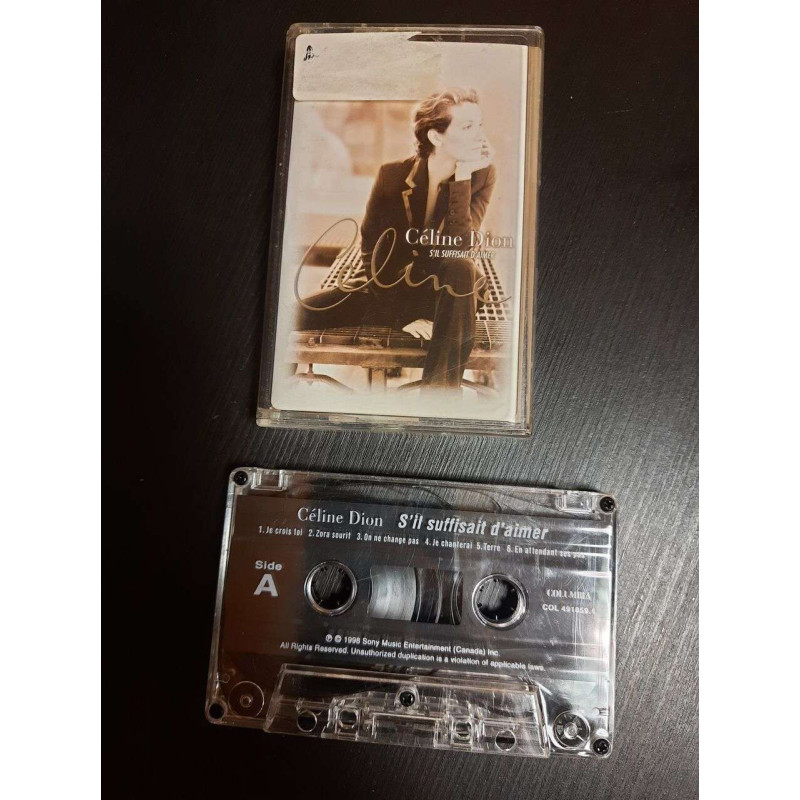 Céline Dion
S'IL SUFFISAIT D'AIMER
Céline
Céline Dion S'il suffisait d'aimer
1. Je crois toi 2. Zora sourit 3. On ne change pas 4. Je chanterai 5. Terre 6. En attendant ses pas
Side
A
COLUMBIA
COL 491859 4
℗ © 1998 Sony Music Entertainment (Canada) Inc.
All Rights Reserved. Unauthorized duplication is a violation of applicable laws.